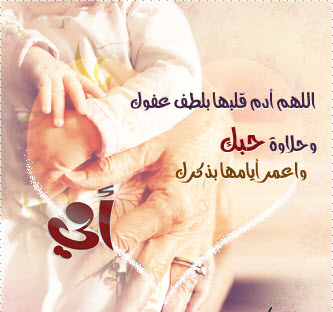 اللهم أدم قلبها بلطف عفوك
وحلاوة حبك
واعمر أيامها بذكرك
أمي